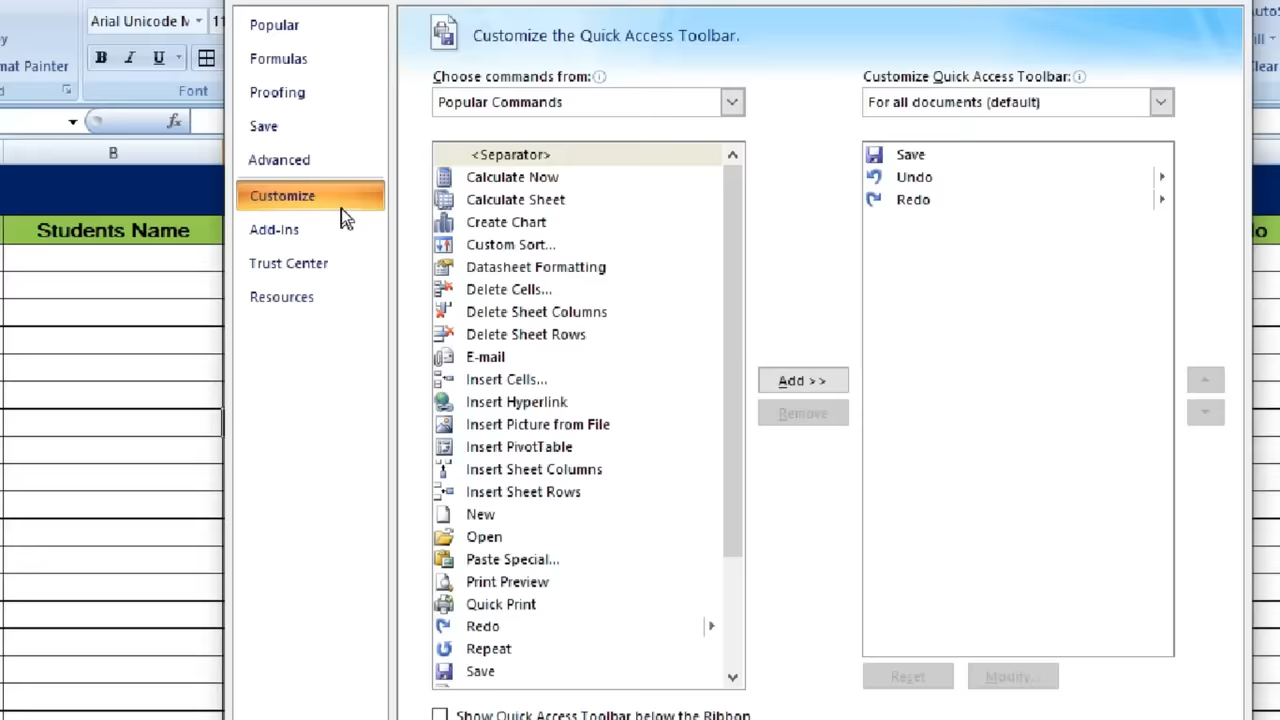 Arial Unicode M
mat Painter
B I U
Font
fx
B
Students Name
Popular
Formulas
Proofing
Save
Advanced
Customize
Add-Ins
Trust Center
Resources
Customize the Quick Access Toolbar.
Choose commands from:
Popular Commands
<Separator>
Calculate Now
Calculate Sheet
Create Chart
Custom Sort...
Datasheet Formatting
Delete Cells...
Delete Sheet Columns
Delete Sheet Rows
E-mail
Insert Cells...
Insert Hyperlink
Insert Picture from File
Insert PivotTable
Insert Sheet Columns
Insert Sheet Rows
New
Open
Paste Special...
Print Preview
Quick Print
Redo
Repeat
Save
Show Quick Access Toolbar below the Ribbon
Add >>
Remove
Customize Quick Access Toolbar:
For all documents (default)
Save
Undo
Redo
Reset
Modify...